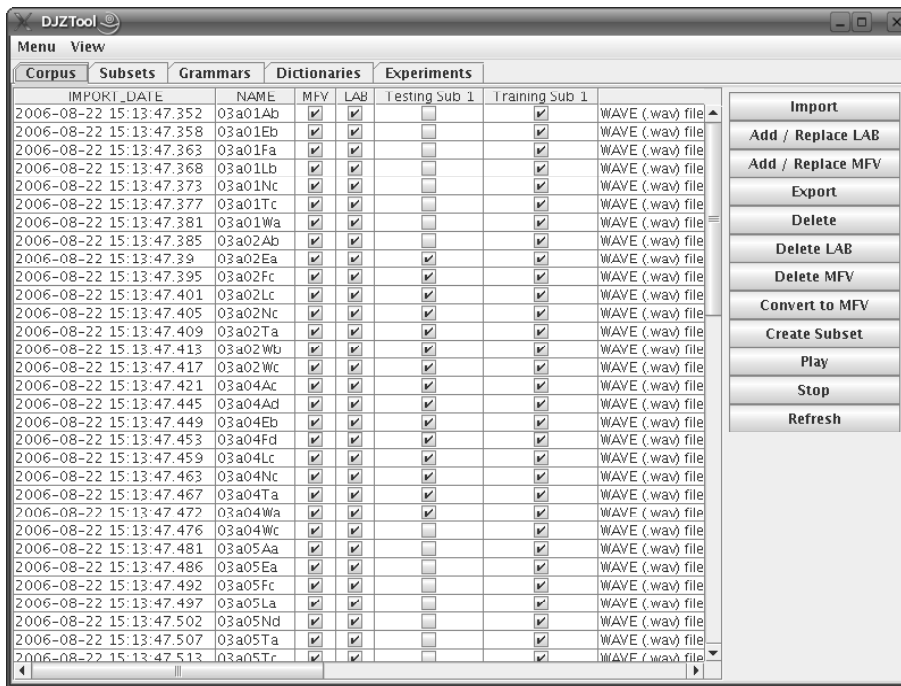 DJZTool
Menu View
Corpus Subsets Grammars Dictionaries Experiments
IMPORT_DATE NAME MFV LAB Testing Sub 1 Training Sub 1
2006-08-22 15:13:47.352 03a01Ab WAVE (.wav) file
2006-08-22 15:13:47.358 03a01Eb WAVE (.wav) file
2006-08-22 15:13:47.363 03a01Fa WAVE (.wav) file
2006-08-22 15:13:47.368 03a01Lb WAVE (.wav) file
2006-08-22 15:13:47.373 03a01Nc WAVE (.wav) file
2006-08-22 15:13:47.377 03a01Tc WAVE (.wav) file
2006-08-22 15:13:47.381 03a01Wa WAVE (.wav) file
2006-08-22 15:13:47.385 03a02Ab WAVE (.wav) file
2006-08-22 15:13:47.39 03a02Ea WAVE (.wav) file
2006-08-22 15:13:47.395 03a02Fc WAVE (.wav) file
2006-08-22 15:13:47.401 03a02Lc WAVE (.wav) file
2006-08-22 15:13:47.405 03a02Nc WAVE (.wav) file
2006-08-22 15:13:47.409 03a02Ta WAVE (.wav) file
2006-08-22 15:13:47.413 03a02Wb WAVE (.wav) file
2006-08-22 15:13:47.417 03a02Wc WAVE (.wav) file
2006-08-22 15:13:47.421 03a04Ac WAVE (.wav) file
2006-08-22 15:13:47.445 03a04Ad WAVE (.wav) file
2006-08-22 15:13:47.449 03a04Eb WAVE (.wav) file
2006-08-22 15:13:47.453 03a04Fd WAVE (.wav) file
2006-08-22 15:13:47.459 03a04Lc WAVE (.wav) file
2006-08-22 15:13:47.463 03a04Nc WAVE (.wav) file
2006-08-22 15:13:47.467 03a04Ta WAVE (.wav) file
2006-08-22 15:13:47.472 03a04Wa WAVE (.wav) file
2006-08-22 15:13:47.476 03a04Wc WAVE (.wav) file
2006-08-22 15:13:47.481 03a05Aa WAVE (.wav) file
2006-08-22 15:13:47.486 03a05Ea WAVE (.wav) file
2006-08-22 15:13:47.492 03a05Fc WAVE (.wav) file
2006-08-22 15:13:47.497 03a05La WAVE (.wav) file
2006-08-22 15:13:47.502 03a05Nd WAVE (.wav) file
2006-08-22 15:13:47.507 03a05Ta WAVE (.wav) file
2006-08-22 15:13:47.513 03a05Tc WAVE (.wav) file
Import
Add / Replace LAB
Add / Replace MFV
Export
Delete
Delete LAB
Delete MFV
Convert to MFV
Create Subset
Play
Stop
Refresh